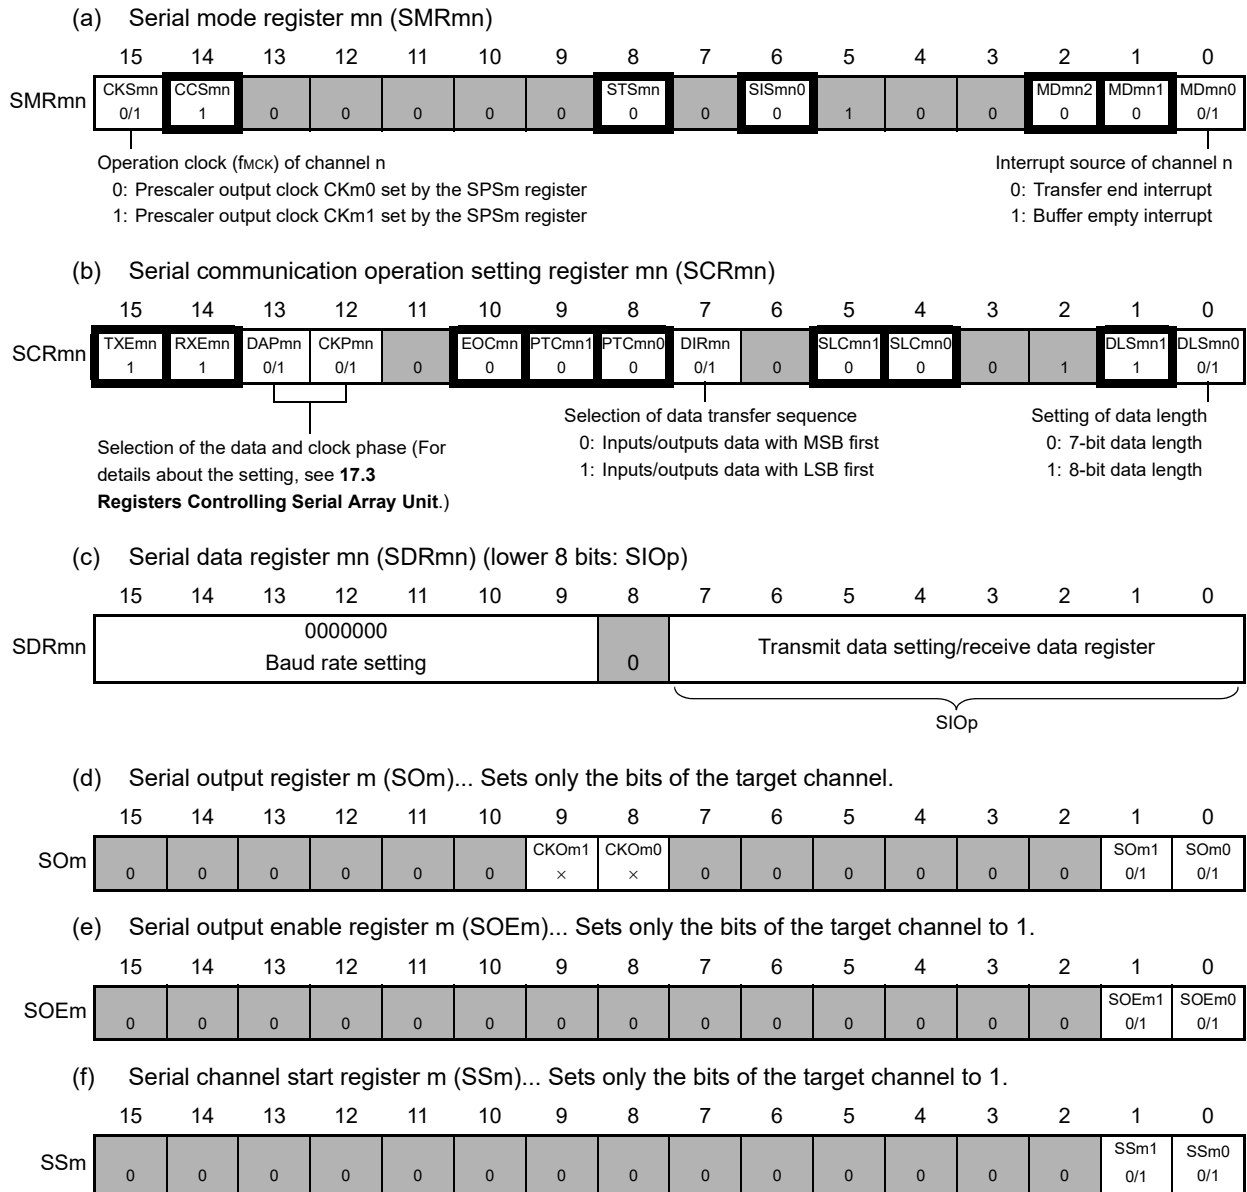 (a) Serial mode register mn (SMRmn)
15 14 13 12 11 10 9 8 7 6 5 4 3 2 1 0
CKSmn CCSmn STSmn SISmn0 MDmn2 MDmn1 MDmn0
SMRmn
0/1 1 0 0 0 0 0 0 0 0 1 0 0 0 0 0/1
Operation clock (fMCK) of channel n Interrupt source of channel n
0: Prescaler output clock CKm0 set by the SPSm register 0: Transfer end interrupt
1: Prescaler output clock CKm1 set by the SPSm register 1: Buffer empty interrupt
(b) Serial communication operation setting register mn (SCRmn)
15 14 13 12 11 10 9 8 7 6 5 4 3 2 1 0
TXEmn RXEmn DAPmn CKPmn EOCmn PTCmn1 PTCmn0 DIRmn SLCmn1 SLCmn0 DLSmn1 DLSmn0
SCRmn
1 1 0/1 0/1 0 0 0 0 0/1 0 0 0 0 1 1 0/1
Selection of data transfer sequence Setting of data length
0: Inputs/outputs data with MSB first 0: 7-bit data length
1: Inputs/outputs data with LSB first 1: 8-bit data length
Selection of the data and clock phase (For
details about the setting, see 17.3
Registers Controlling Serial Array Unit.)
(c) Serial data register mn (SDRmn) (lower 8 bits: SIOp)
15 14 13 12 11 10 9 8 7 6 5 4 3 2 1 0
0000000
SDRmn
Baud rate setting 0 Transmit data setting/receive data register
SIOp
(d) Serial output register m (SOm)... Sets only the bits of the target channel.
15 14 13 12 11 10 9 8 7 6 5 4 3 2 1 0
CKOm1 CKOm0 SOm1 SOm0
SOm
0 0 0 0 0 0 × × 0 0 0 0 0 0 0/1 0/1
(e) Serial output enable register m (SOEm)... Sets only the bits of the target channel to 1.
15 14 13 12 11 10 9 8 7 6 5 4 3 2 1 0
SOEm1 SOEm0
SOEm
0 0 0 0 0 0 0 0 0 0 0 0 0 0 0/1 0/1
(f) Serial channel start register m (SSm)... Sets only the bits of the target channel to 1.
15 14 13 12 11 10 9 8 7 6 5 4 3 2 1 0
SSm1 SSm0
SSm
0 0 0 0 0 0 0 0 0 0 0 0 0 0 0/1 0/1